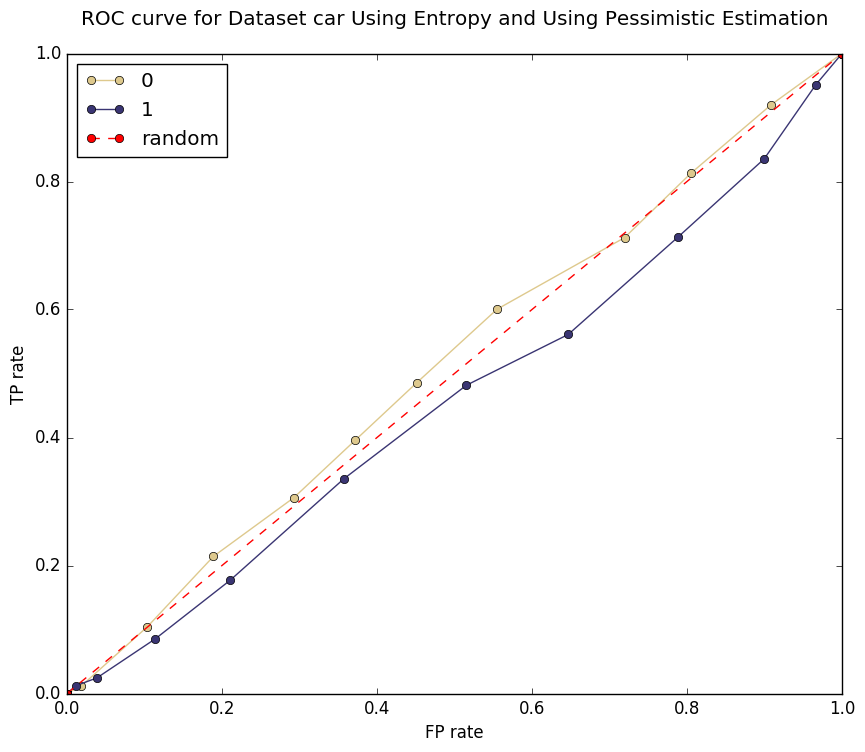 ROC curve for Dataset car Using Entropy and Using Pessimistic Estimation
1.0
0
1
random
0.8
0.6
TP rate
0.4
0.2
0.0
0.0 0.2 0.4 0.6 0.8 1.0
FP rate